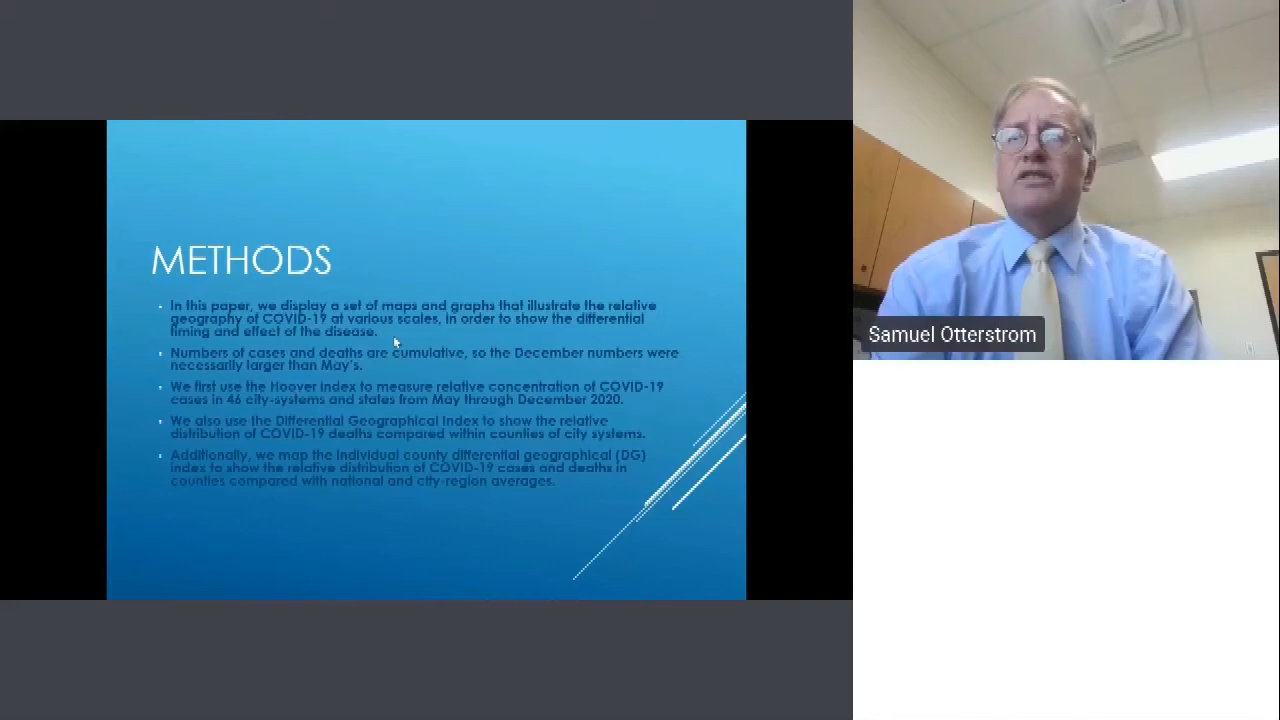 METHODS
In this paper, we display a set of maps and graphs that illustrate the relative
geography of COVID-19 at various scales, in order to show the differential
timing and effect of the disease.
Numbers of cases and deaths are cumulative, so the December numbers were
necessarily larger than May's.
We first use the Hoover index to measure relative concentration of COVID-19
cases in 46 city-systems and states from May through December 2020.
We also use the Differential Geographical Index to show the relative
distribution of COVID-19 deaths compared within counties of city systems.
Additionally, we map the individual county differential geographical (DG)
index to show the relative distribution of COVID-19 cases and deaths in
counties compared with national and city-region averages.
Samuel Otterstrom